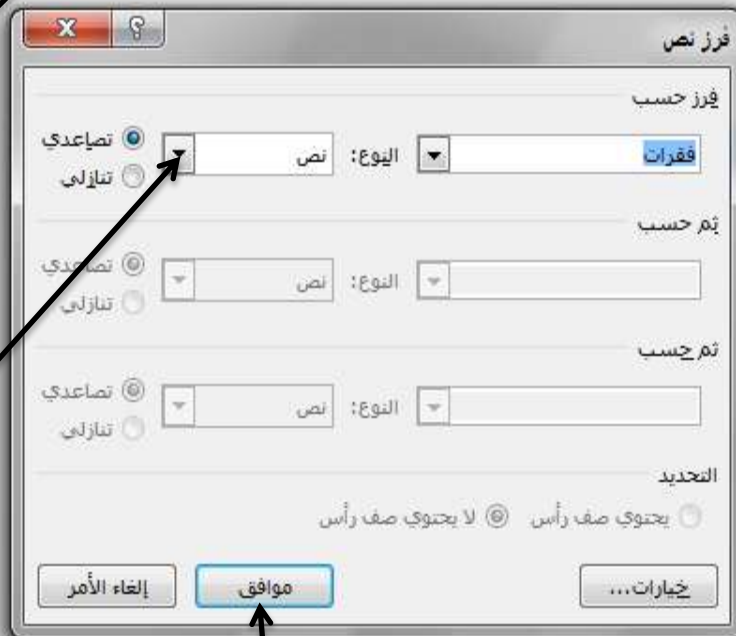 فرز نص
فرز حسب
فقرات النوع: نص تصاعدي
تنازلي
ثم حسب
النوع: نص تصاعدي
تنازلي
ثم حسب
النوع: نص تصاعدي
تنازلي
التحديد
يحتوي صف رأس لا يحتوي صف رأس
خيارات... موافق إلغاء الأمر